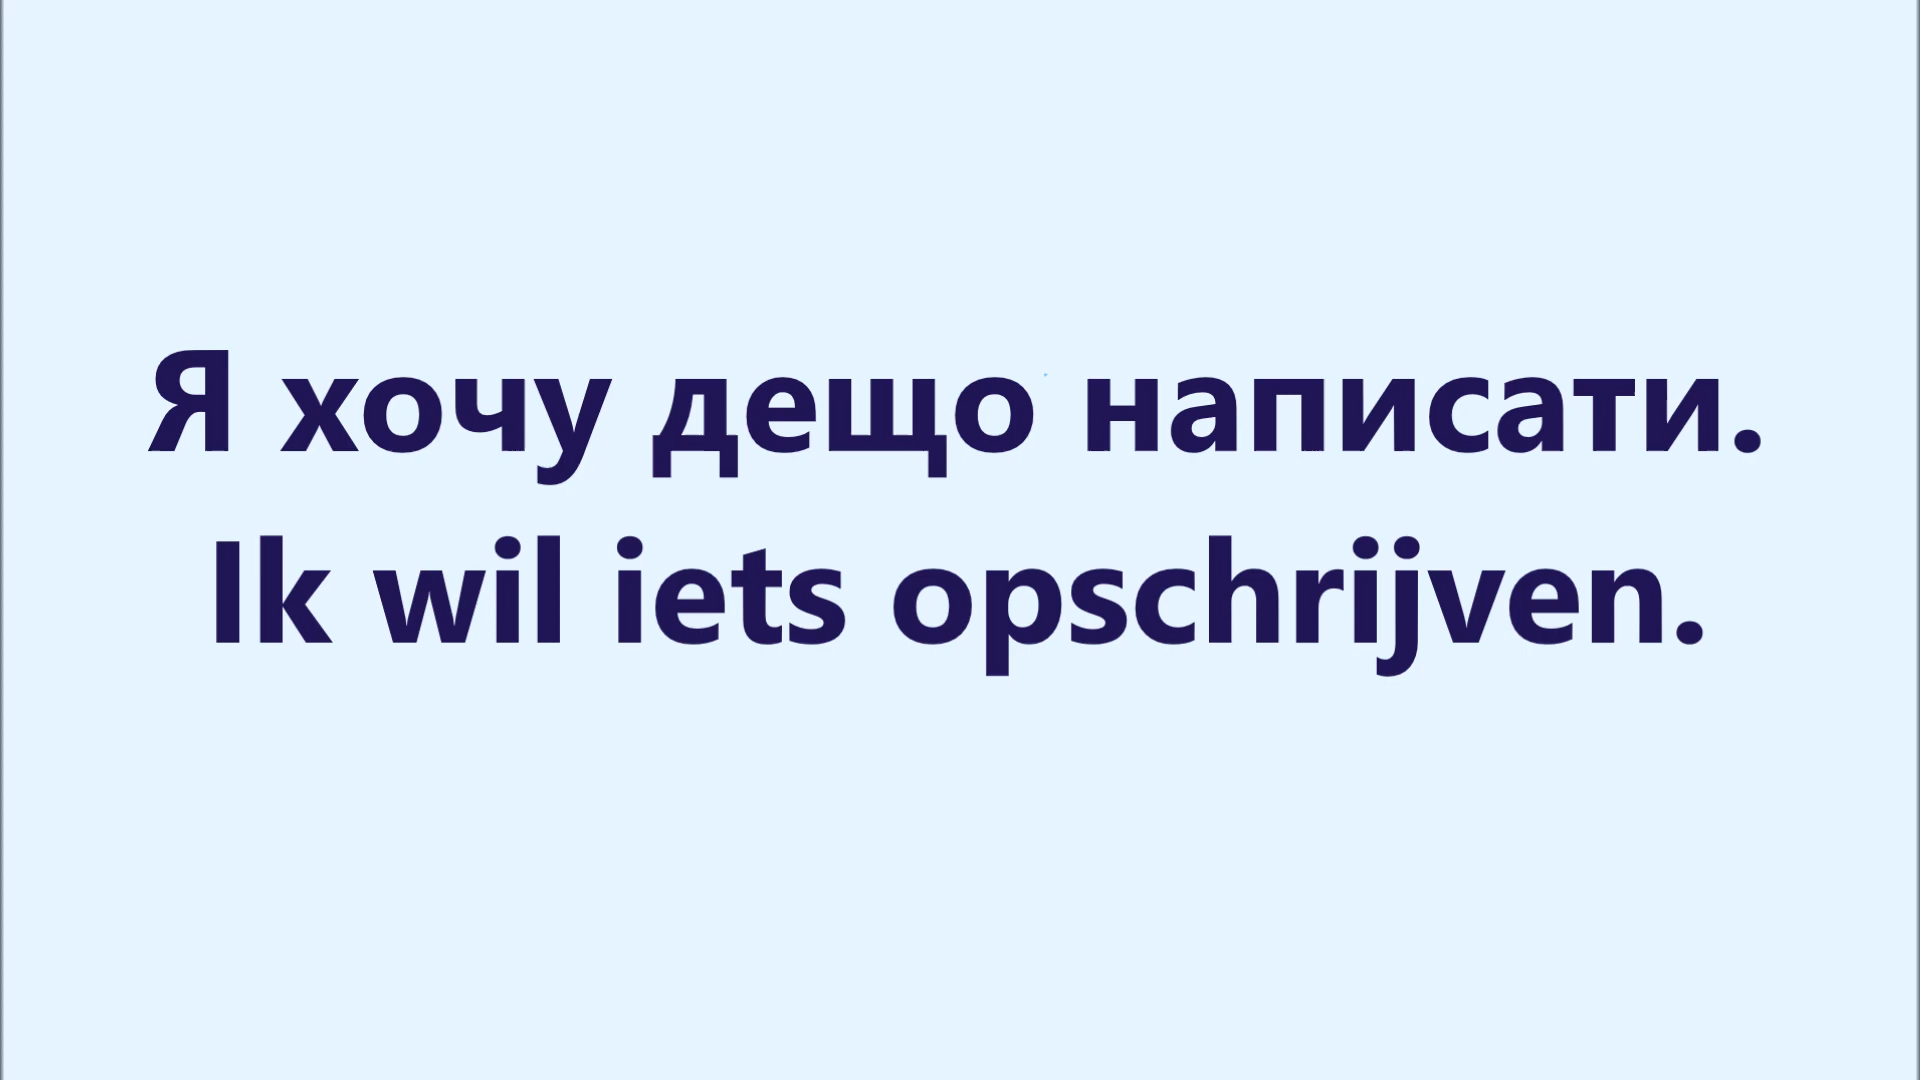 Я хочу дещо написати.
Ik wil iets opschrijven.